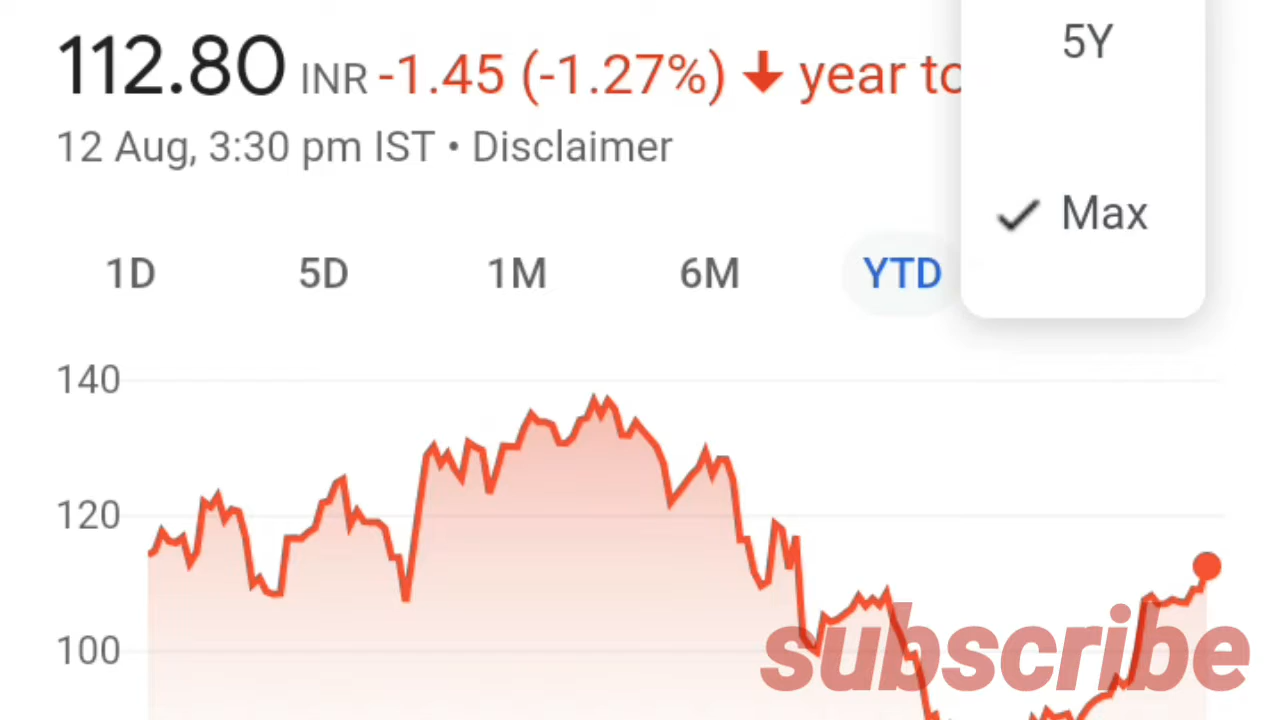 112.80 INR -1.45 (-1.27%) ↓ year to
12 Aug, 3:30 pm IST • Disclaimer
5Y
Max
1D 5D 1M 6M YTD
140
120
100
subscribe